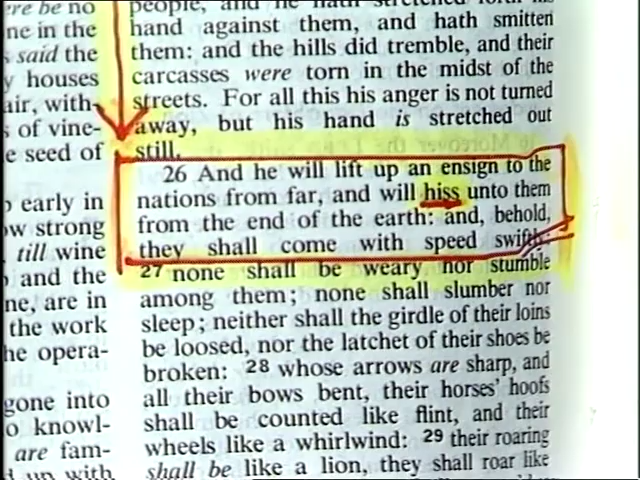 ere be no
ne in the
s said the
y houses
air, with-
s of vine-
e seed of
early in
ow strong
till wine
and the
ne, are in
the work
he opera-
gone into
o knowl-
are fam-
up with
people, and he hath stretched forth his
hand against them, and hath smitten
them: and the hills did tremble, and their
carcasses were torn in the midst of the
streets. For all this his anger is not turned
away, but his hand is stretched out
still.
26 And he will lift up an ensign to the
nations from far, and will hiss unto them
from the end of the earth: and, behold,
they shall come with speed swiftly.
27 none shall be weary nor stumble
among them; none shall slumber nor
sleep; neither shall the girdle of their loins
be loosed, nor the latchet of their shoes be
broken: 28 whose arrows are sharp, and
all their bows bent, their horses' hoofs
shall be counted like flint, and their
wheels like a whirlwind: 29 their roaring
shall be like a lion, they shall roar like